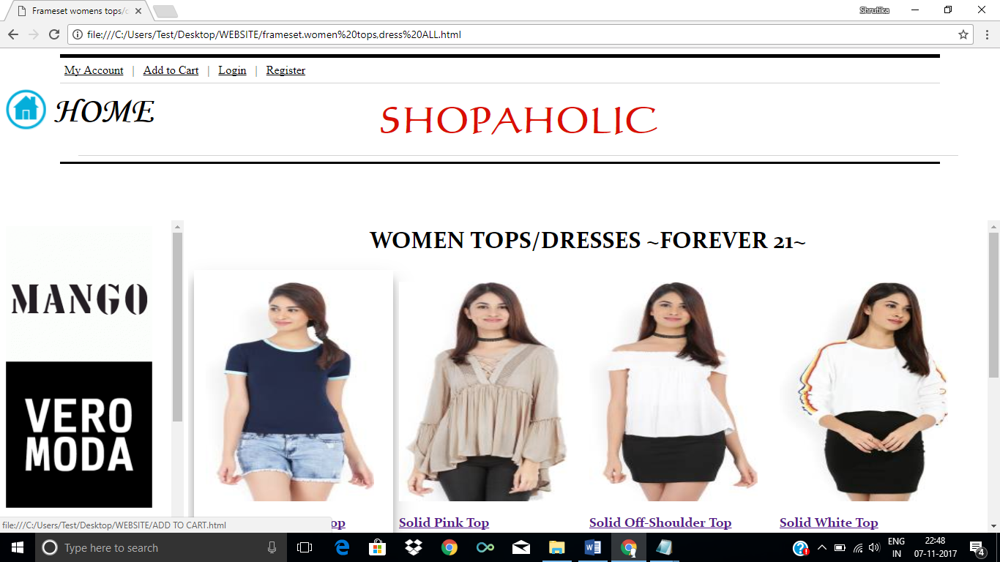 Frameset womens tops/
Shrutika
file:///C:/Users/Test/Desktop/WEBSITE/frameset.women%20tops,dress%20ALL.html
My Account | Add to Cart | Login | Register
HOME
SHOPAHOLIC
MANGO
VERO
MODA
WOMEN TOPS/DRESSES ~FOREVER 21~
Solid Pink Top
Solid Off-Shoulder Top
Solid White Top
file:///C:/Users/Test/Desktop/WEBSITE/ADD TO CART.html
Type here to search
ENG
IN
22:48
07-11-2017
4